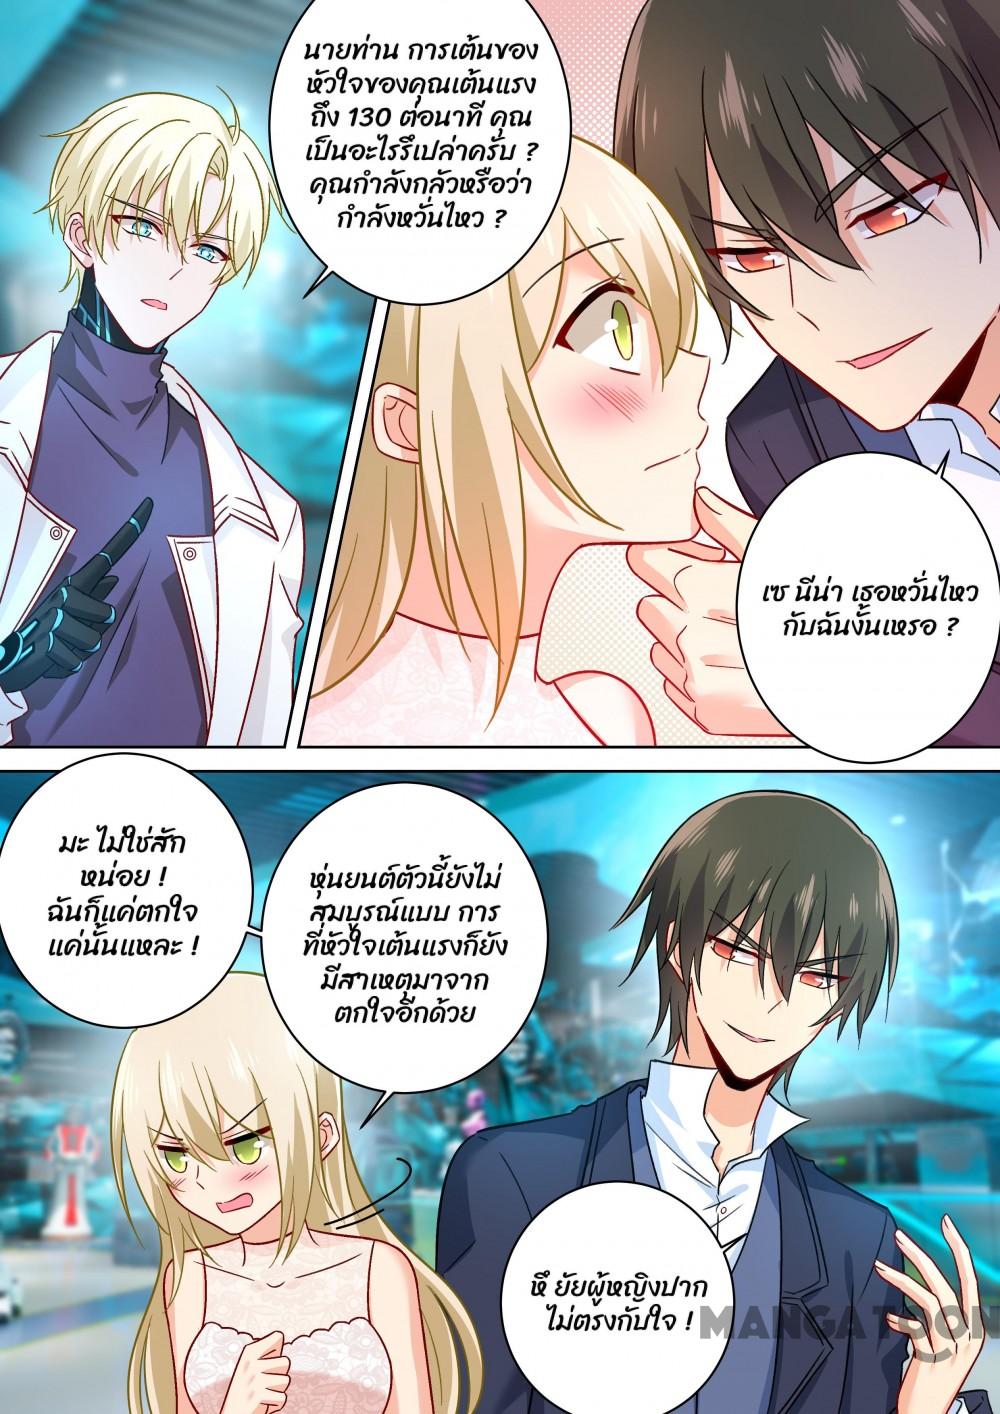 นายท่าน การเต้นของ
หัวใจของคุณเต้นแรง
ถึง 130 ต่อนาที คุณ
เป็นอะไรรึเปล่าครับ ?
คุณกำลังกลัวหรือว่า
กำลังหวั่นไหว ?
เซ นีน่า เธอหวั่นไหว
กับฉันงั้นเหรอ ?
มะ ไม่ใช่สัก
หน่อย !
ฉันก็แค่ตกใจ
แค่นั้นแหละ !
หุ่นยนต์ตัวนี้ยังไม่
สมบูรณ์แบบ การ
ที่หัวใจเต้นแรงก็ยัง
มีสาเหตุมาจาก
ตกใจอีกด้วย
หึ ยัยผู้หญิงปาก
ไม่ตรงกับใจ !
MANGATOON